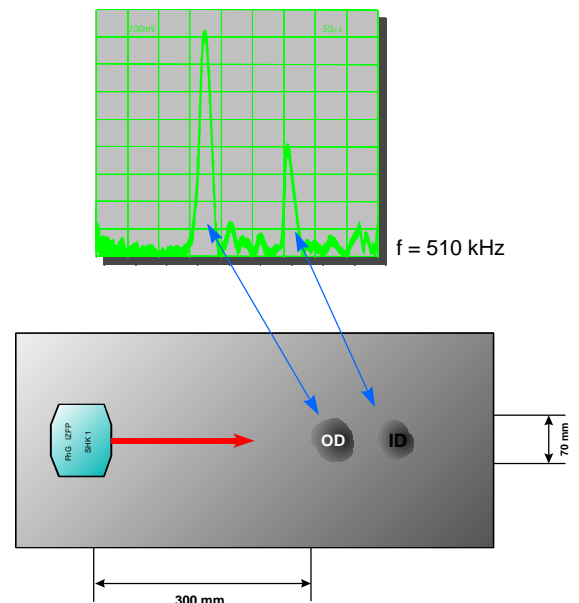 100mV 50µs
f = 510 kHz
FhG IZFP
SHK 1
OD
ID
70 mm
300 mm